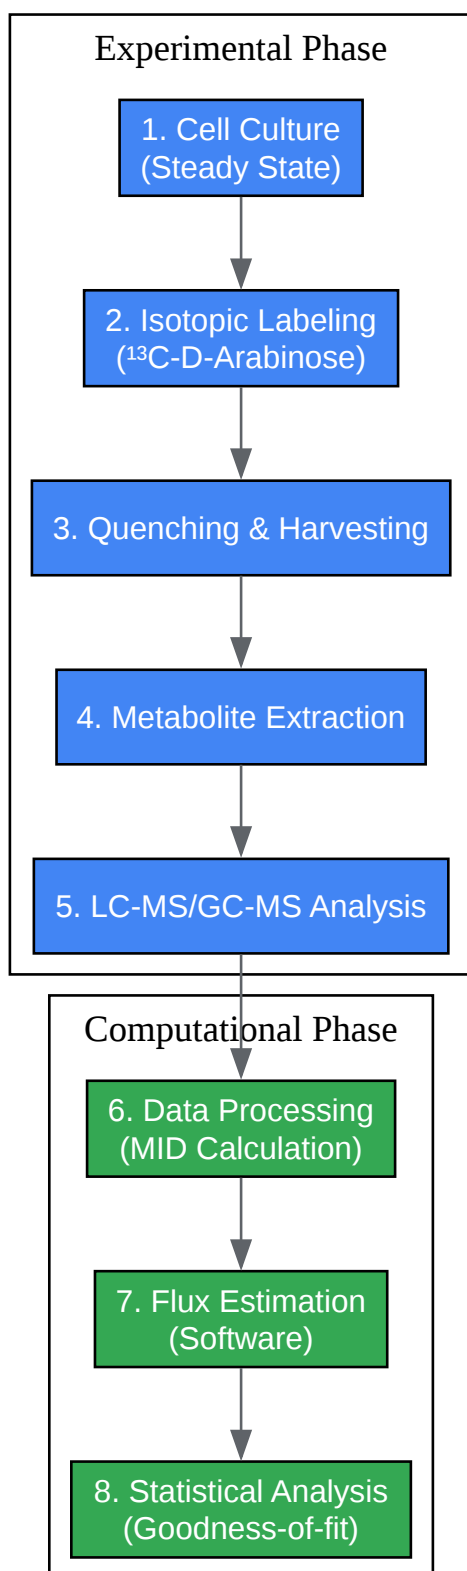 Experimental Phase
1. Cell Culture
(Steady State)
2. Isotopic Labeling
(¹³C-D-Arabinose)
3. Quenching & Harvesting
4. Metabolite Extraction
5. LC-MS/GC-MS Analysis
Computational Phase
6. Data Processing
(MID Calculation)
7. Flux Estimation
(Software)
8. Statistical Analysis
(Goodness-of-fit)